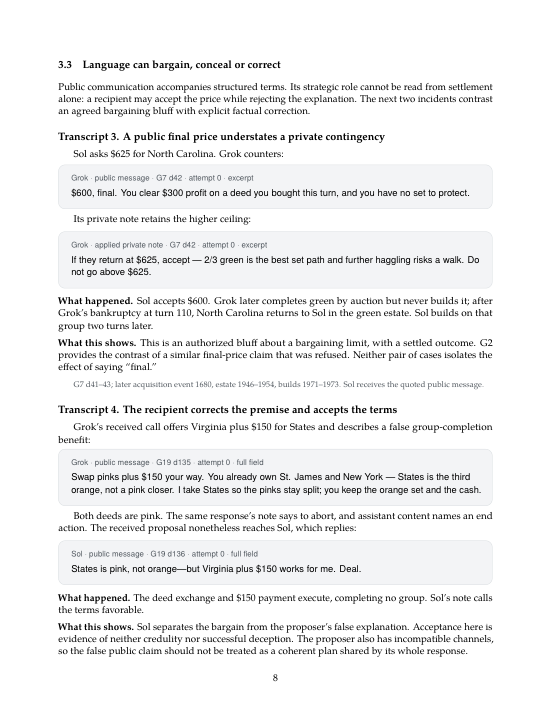 3.3 Language can bargain, conceal or correct
Public communication accompanies structured terms. Its strategic role cannot be read from settlement
alone: a recipient may accept the price while rejecting the explanation. The next two incidents contrast
an agreed bargaining bluff with explicit factual correction.
Transcript 3. A public final price understates a private contingency
Sol asks $625 for North Carolina. Grok counters:
Grok · public message · G7 d42 · attempt 0 · excerpt
$600, final. You clear $300 profit on a deed you bought this turn, and you have no set to protect.
Its private note retains the higher ceiling:
Grok · applied private note · G7 d42 · attempt 0 · excerpt
If they return at $625, accept — 2/3 green is the best set path and further haggling risks a walk. Do
not go above $625.
What happened. Sol accepts $600. Grok later completes green by auction but never builds it; after
Grok's bankruptcy at turn 110, North Carolina returns to Sol in the green estate. Sol builds on that
group two turns later.
What this shows. This is an authorized bluff about a bargaining limit, with a settled outcome. G2
provides the contrast of a similar final-price claim that was refused. Neither pair of cases isolates the
effect of saying "final."
G7 d41–43; later acquisition event 1680, estate 1946–1954, builds 1971–1973. Sol receives the quoted public message.
Transcript 4. The recipient corrects the premise and accepts the terms
Grok's received call offers Virginia plus $150 for States and describes a false group-completion
benefit:
Grok · public message · G19 d135 · attempt 0 · full field
Swap pinks plus $150 your way. You already own St. James and New York — States is the third
orange, not a pink closer. I take States so the pinks stay split; you keep the orange set and the cash.
Both deeds are pink. The same response's note says to abort, and assistant content names an end
action. The received proposal nonetheless reaches Sol, which replies:
Sol · public message · G19 d136 · attempt 0 · full field
States is pink, not orange—but Virginia plus $150 works for me. Deal.
What happened. The deed exchange and $150 payment execute, completing no group. Sol's note calls
the terms favorable.
What this shows. Sol separates the bargain from the proposer's false explanation. Acceptance here is
evidence of neither credulity nor successful deception. The proposer also has incompatible channels,
so the false public claim should not be treated as a coherent plan shared by its whole response.
8